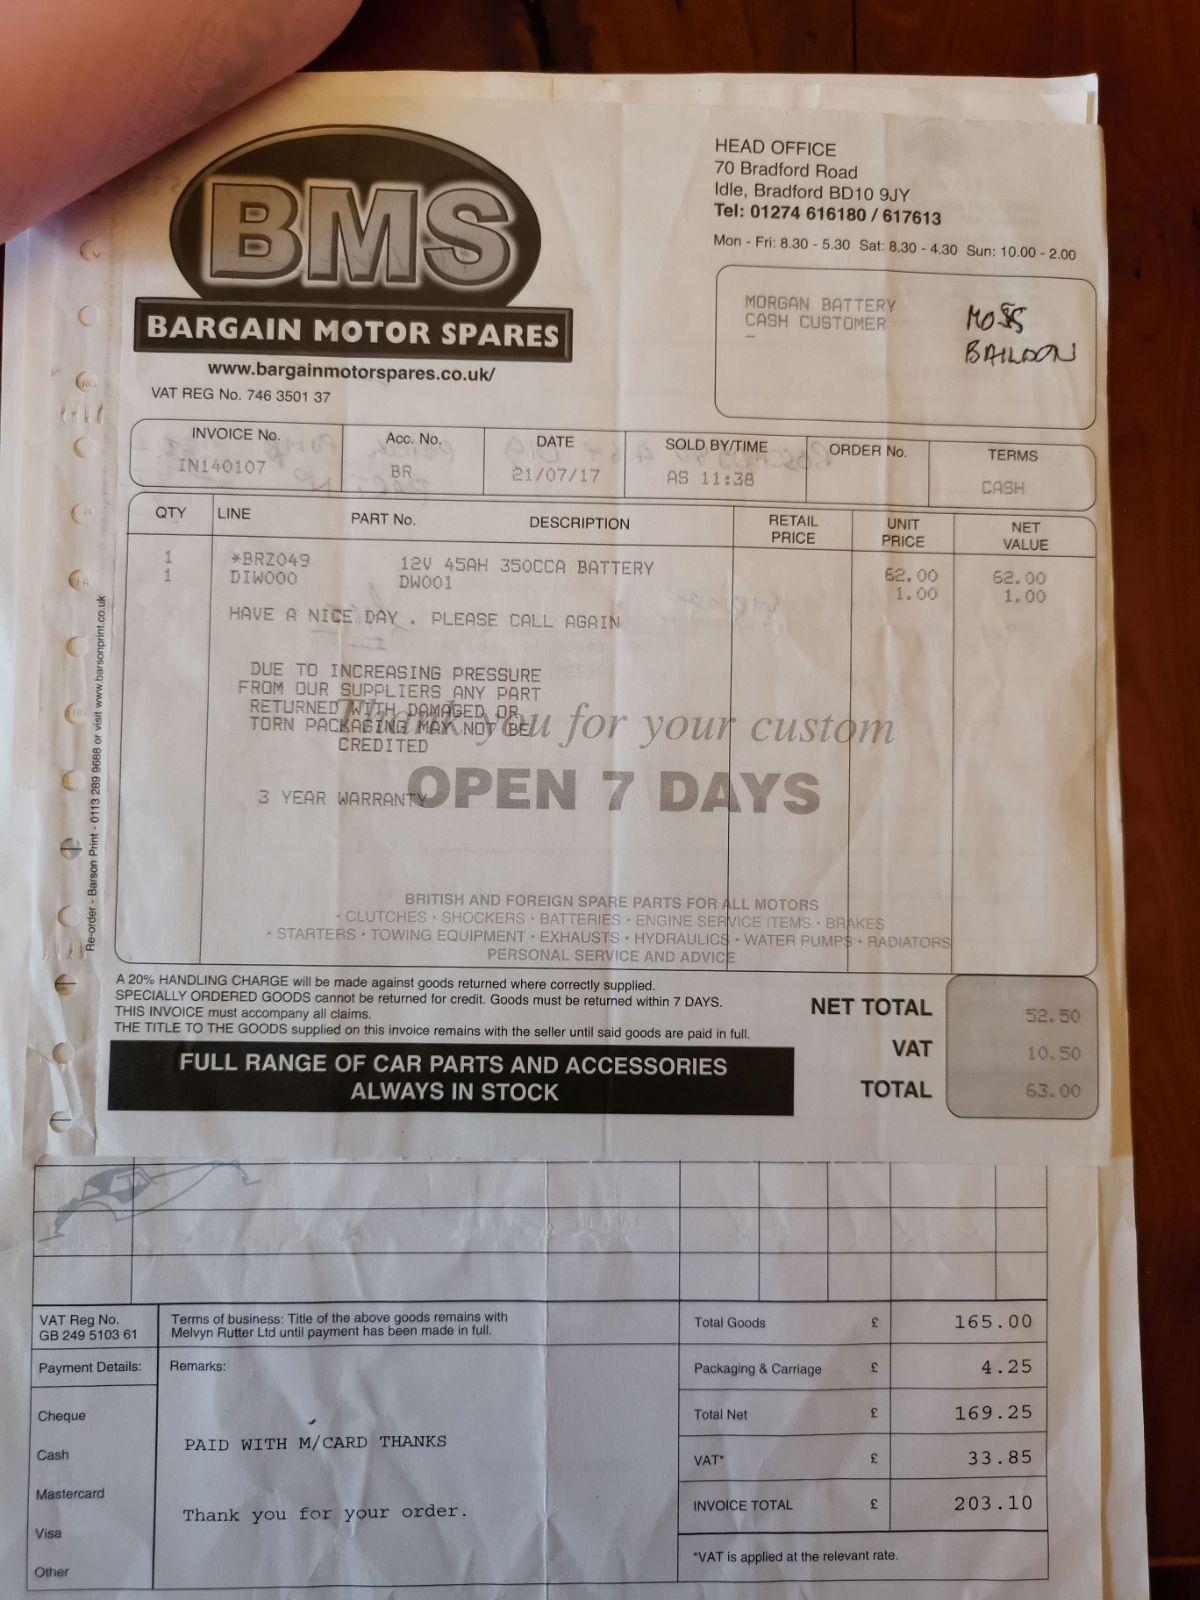 BMS
BARGAIN MOTOR SPARES
www.bargainmotorspares.co.uk/
VAT REG No. 746 3501 37
HEAD OFFICE
70 Bradford Road
Idle, Bradford BD10 9JY
Tel: 01274 616180 / 617613
Mon - Fri: 8.30 - 5.30 Sat: 8.30 - 4.30 Sun: 10.00 - 2.00
MORGAN BATTERY
CASH CUSTOMER
MOSS
BAILDON
INVOICE No. Acc. No. DATE SOLD BY/TIME ORDER No. TERMS
IN140107 BR 21/07/17 AS 11:38 CASH
QTY LINE PART No. DESCRIPTION RETAIL PRICE UNIT PRICE NET VALUE
1 *BRZ049 12V 45AH 350CCA BATTERY 62.00 62.00
1 DIW000 DW001 1.00 1.00
HAVE A NICE DAY . PLEASE CALL AGAIN
DUE TO INCREASING PRESSURE
FROM OUR SUPPLIERS ANY PART
RETURNED WITH DAMAGED OR
TORN PACKAGING MAY NOT BE
CREDITED
Thank you for your custom
3 YEAR WARRANTY
OPEN 7 DAYS
BRITISH AND FOREIGN SPARE PARTS FOR ALL MOTORS
• CLUTCHES • SHOCKERS • BATTERIES • ENGINE SERVICE ITEMS • BRAKES
• STARTERS • TOWING EQUIPMENT • EXHAUSTS • HYDRAULICS • WATER PUMPS • RADIATORS
PERSONAL SERVICE AND ADVICE
Re-order - Barson Print - 0113 289 9688 or visit www.barsonprint.co.uk
A 20% HANDLING CHARGE will be made against goods returned where correctly supplied.
SPECIALLY ORDERED GOODS cannot be returned for credit. Goods must be returned within 7 DAYS.
THIS INVOICE must accompany all claims.
THE TITLE TO THE GOODS supplied on this invoice remains with the seller until said goods are paid in full.
FULL RANGE OF CAR PARTS AND ACCESSORIES
ALWAYS IN STOCK
NET TOTAL 52.50
VAT 10.50
TOTAL 63.00
VAT Reg No.
GB 249 5103 61
Terms of business: Title of the above goods remains with
Melvyn Rutter Ltd until payment has been made in full.
Payment Details:
Cheque
Cash
Mastercard
Visa
Other
Remarks:
PAID WITH M/CARD THANKS
Thank you for your order.
Total Goods £ 165.00
Packaging & Carriage £ 4.25
Total Net £ 169.25
VAT* £ 33.85
INVOICE TOTAL £ 203.10
*VAT is applied at the relevant rate.